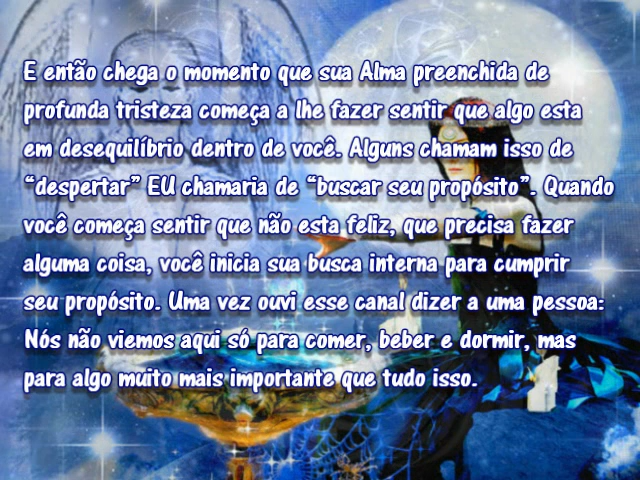 E então chega o momento que sua Alma preenchida de
profunda tristeza começa a lhe fazer sentir que algo esta
em desequilíbrio dentro de você. Alguns chamam isso de
“despertar” EU chamaria de “buscar seu propósito”. Quando
você começa sentir que não esta feliz, que precisa fazer
alguma coisa, você inicia sua busca interna para cumprir
seu propósito. Uma vez ouvi esse canal dizer a uma pessoa:
Nós não viemos aqui só para comer, beber e dormir, mas
para algo muito mais importante que tudo isso.